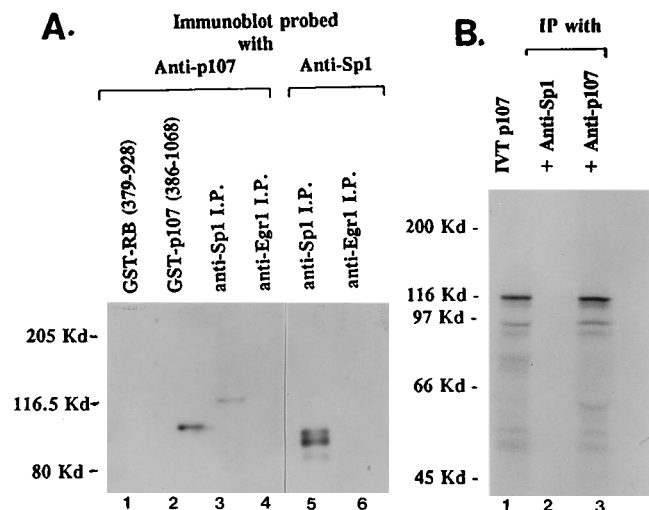 A.
Immunoblot probed
with
Anti-p107
Anti-Sp1
GST-RB (379-928)
GST-p107 (386-1068)
anti-Sp1 I.P.
anti-Egr1 I.P.
anti-Sp1 I.P.
anti-Egr1 I.P.
205 Kd-
116.5 Kd-
80 Kd -
1 2 3 4 5 6
B.
IP with
IVT p107
+ Anti-Sp1
+ Anti-p107
200 Kd -
116 Kd -
97 Kd -
66 Kd -
45 Kd -
1 2 3